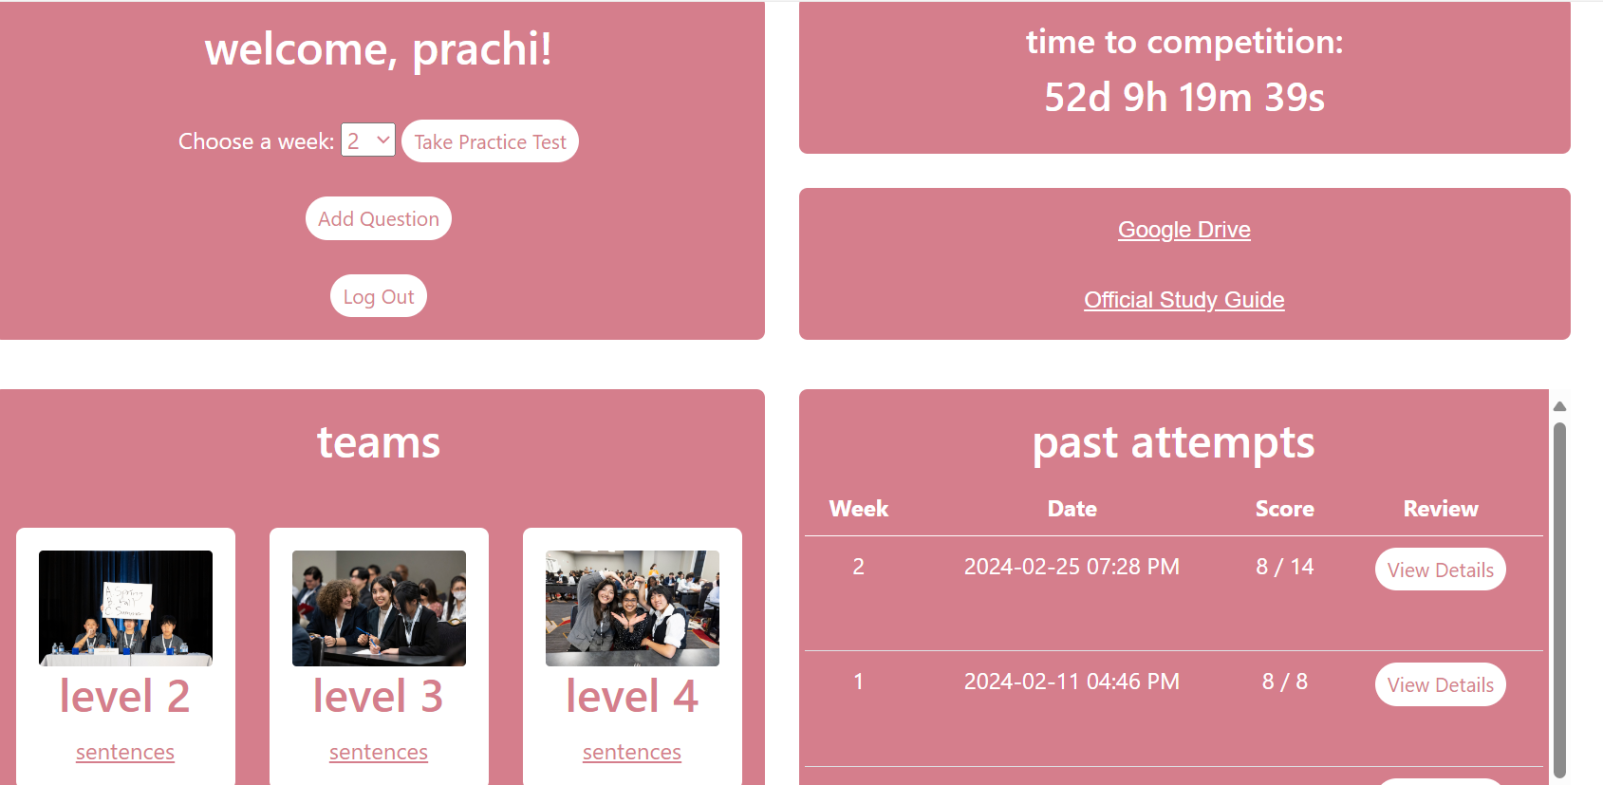 welcome, prachi!
Choose a week: 2 Take Practice Test
Add Question
Log Out
time to competition:
52d 9h 19m 39s
Google Drive
Official Study Guide
teams
level 2
sentences
level 3
sentences
level 4
sentences
past attempts
Week Date Score Review
2 2024-02-25 07:28 PM 8 / 14 View Details
1 2024-02-11 04:46 PM 8 / 8 View Details